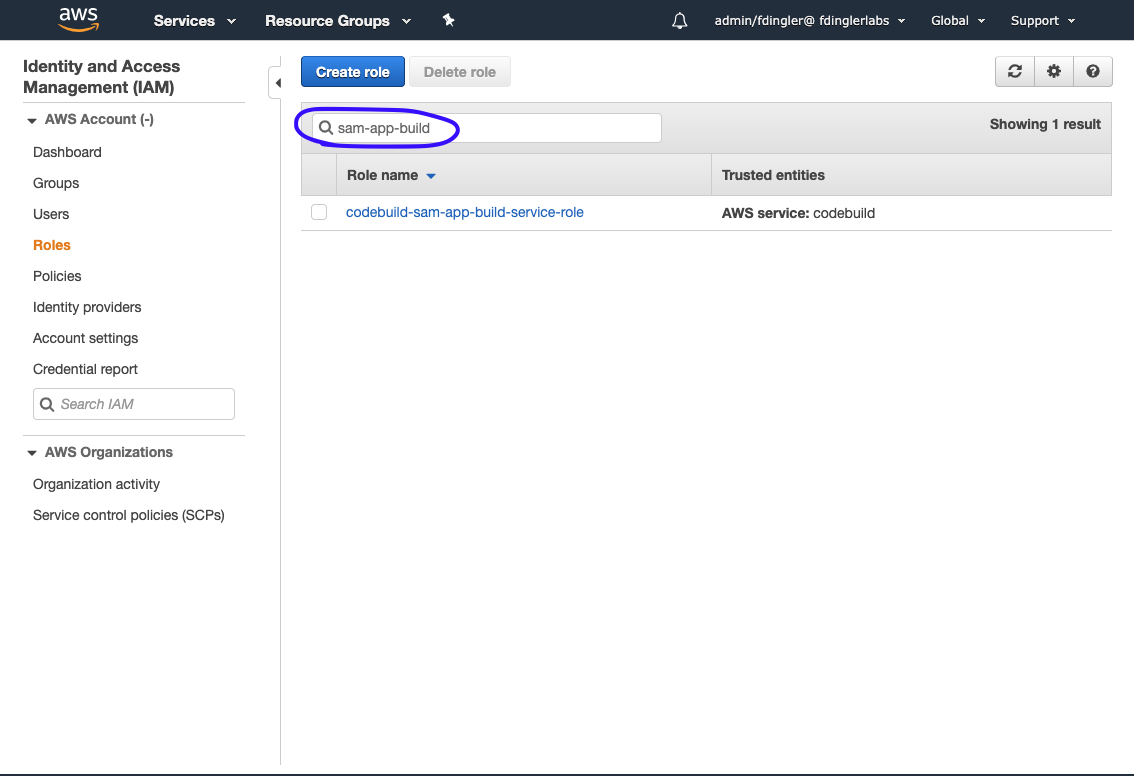 aws Services Resource Groups admin/fdingler@ fdinglerlabs Global Support
Identity and Access
Management (IAM)
AWS Account (-)
Dashboard
Groups
Users
Roles
Policies
Identity providers
Account settings
Credential report
Search IAM
AWS Organizations
Organization activity
Service control policies (SCPs)
Create role Delete role
sam-app-build Showing 1 result
Role name Trusted entities
codebuild-sam-app-build-service-role AWS service: codebuild